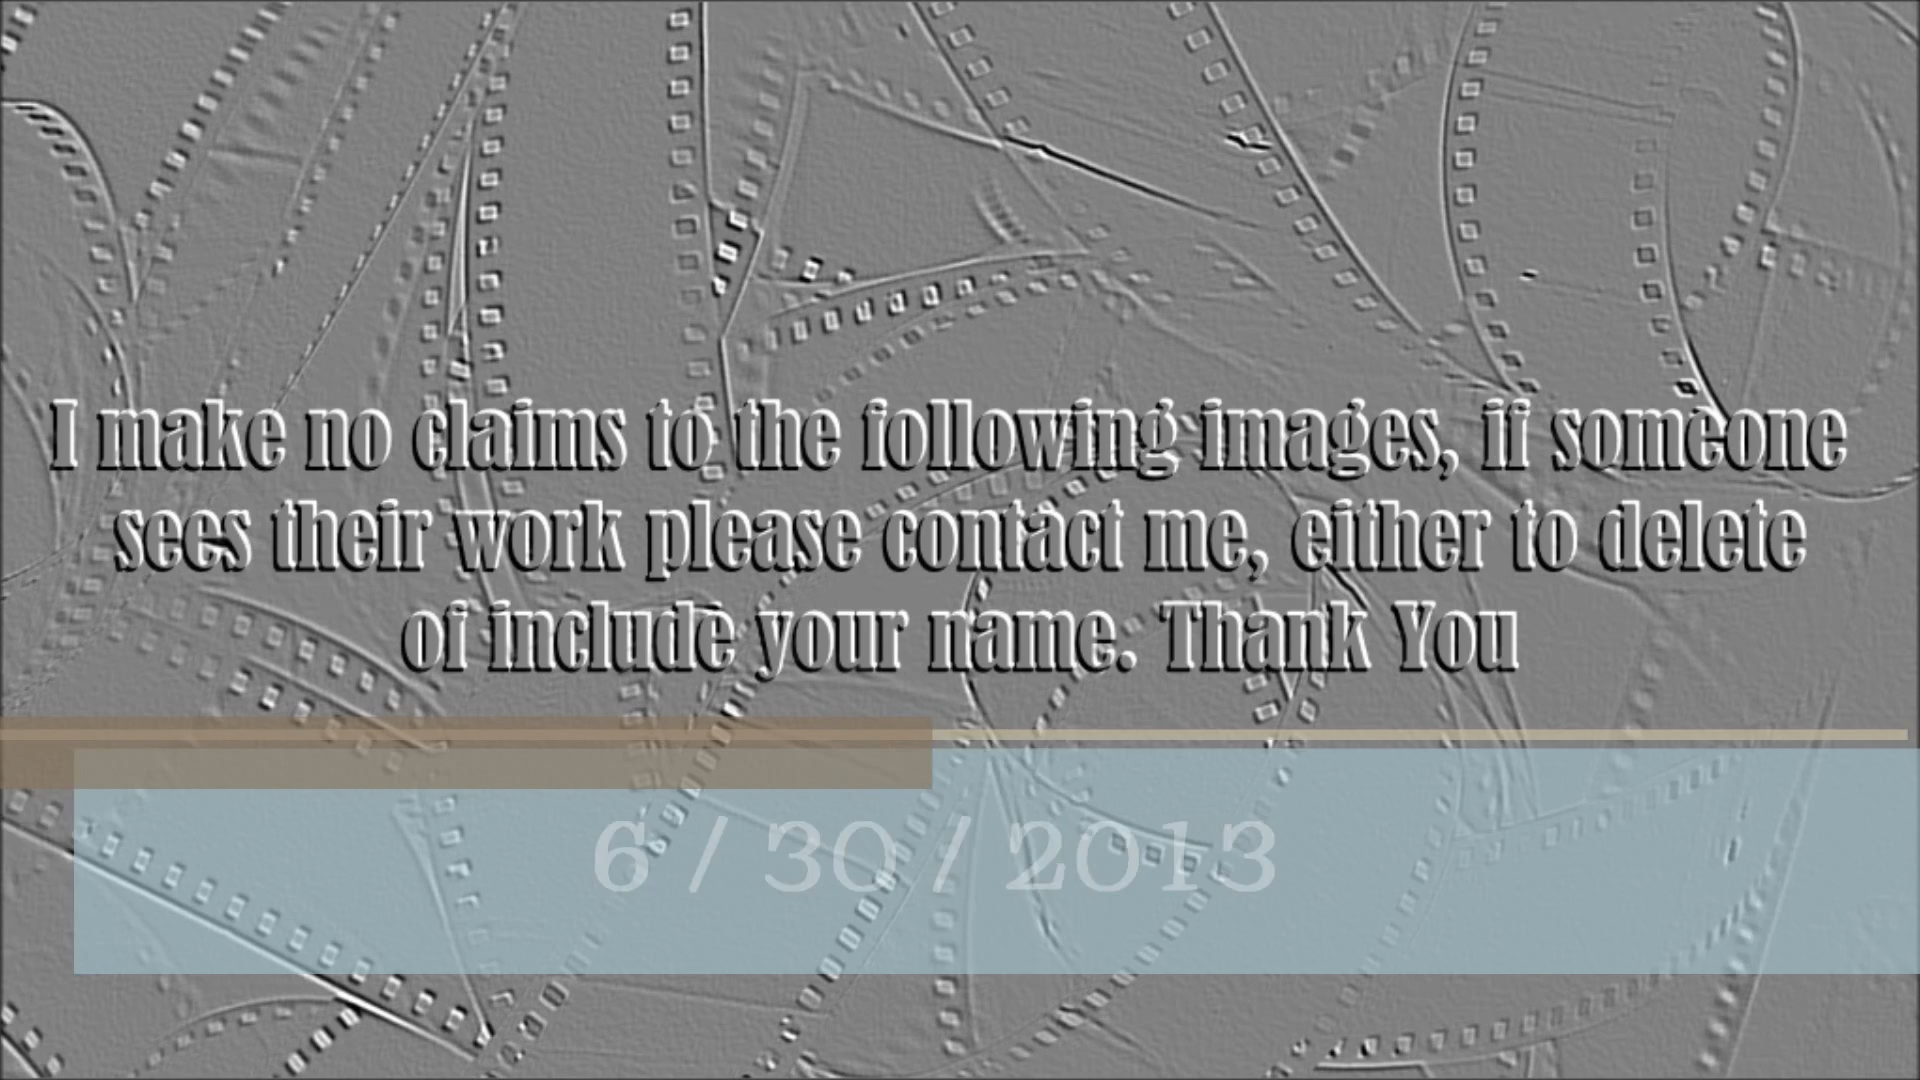 I make no claims to the following images, if someone
sees their work please contact me, either to delete
of include your name. Thank You
6 / 30 / 2013